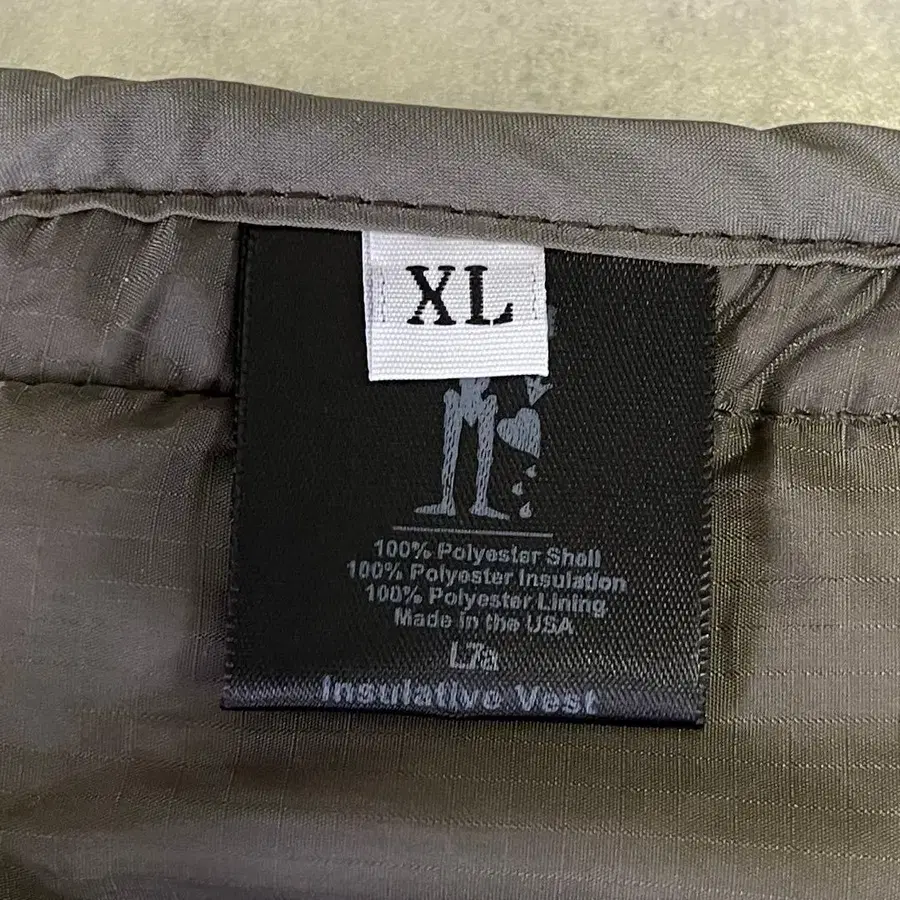 XL
100% Polyester Shell
100% Polyester Insulation
100% Polyester Lining
Made in the USA
L7a
Insulative Vest